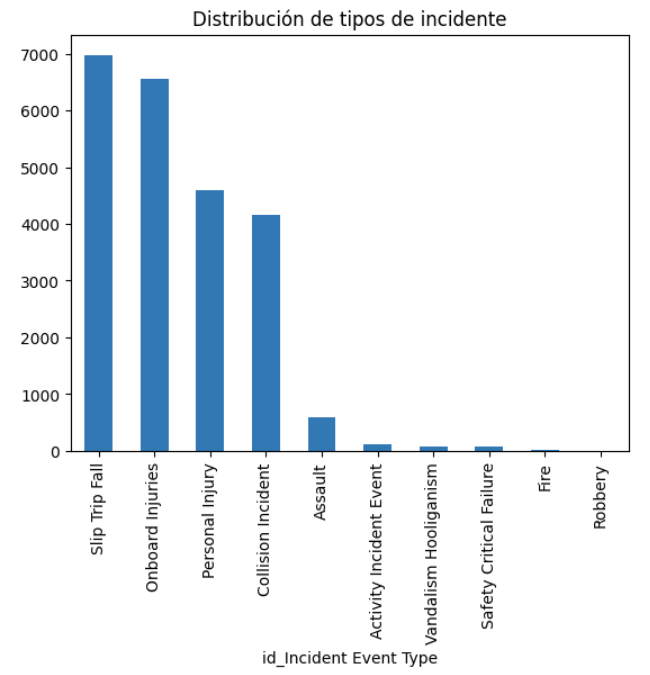 Distribución de tipos de incidente
7000
6000
5000
4000
3000
2000
1000
0
Slip Trip Fall
Onboard Injuries
Personal Injury
Collision Incident
Assault
Activity Incident Event
Vandalism Hooliganism
Safety Critical Failure
Fire
Robbery
id_Incident Event Type